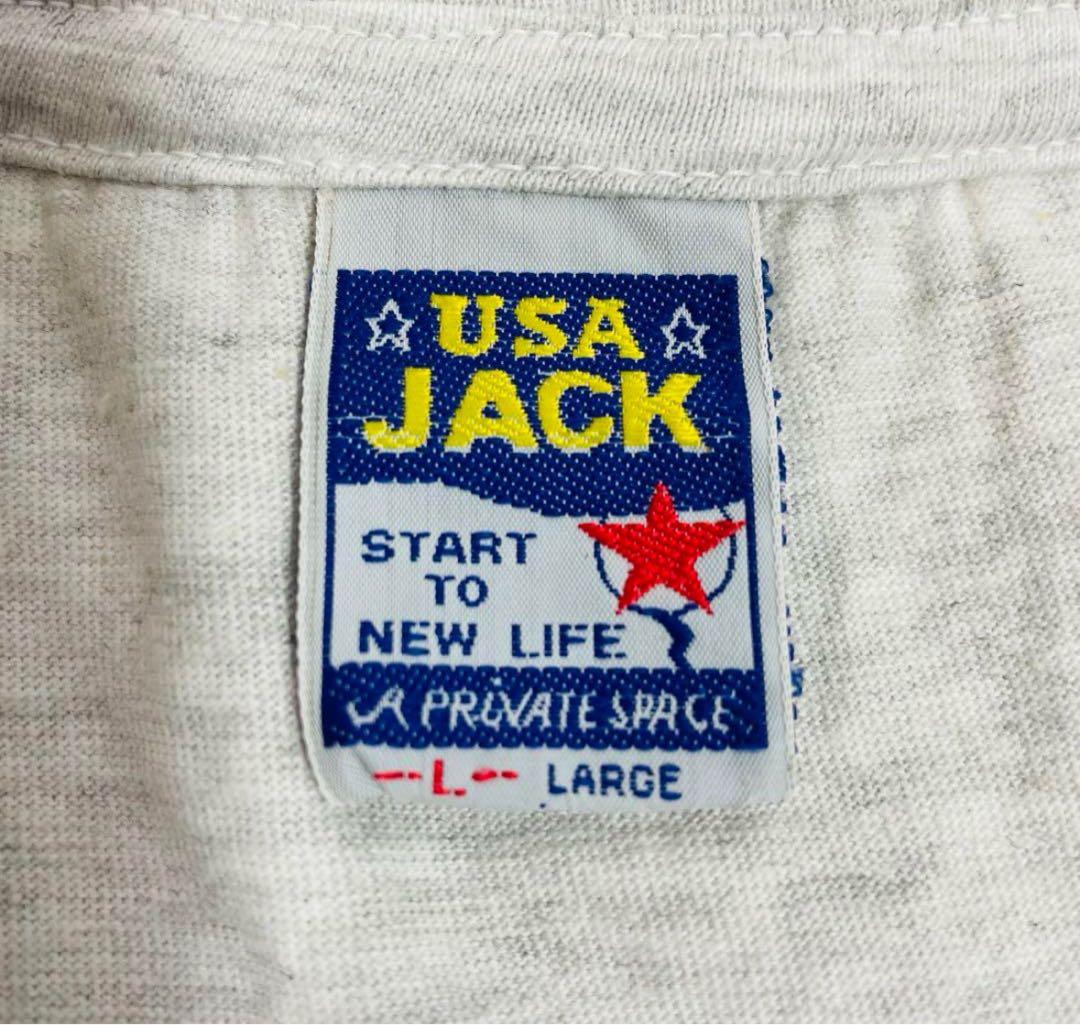 USA
JACK
START
TO
NEW LIFE
A PRIVATE SPACE
-L- LARGE